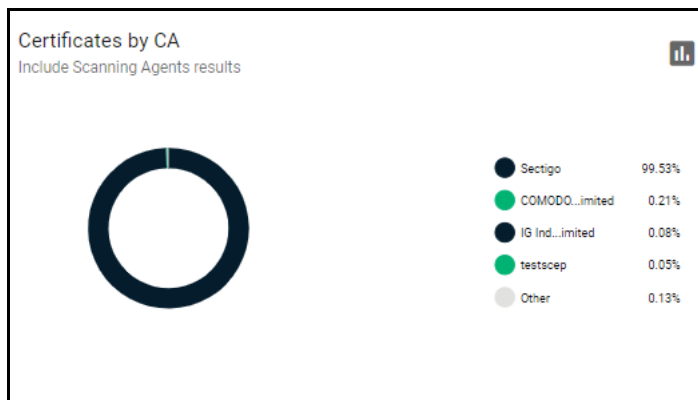 Certificates by CA
Include Scanning Agents results
Sectigo 99.53%
COMODO...imited 0.21%
IG Ind...imited 0.08%
testscep 0.05%
Other 0.13%